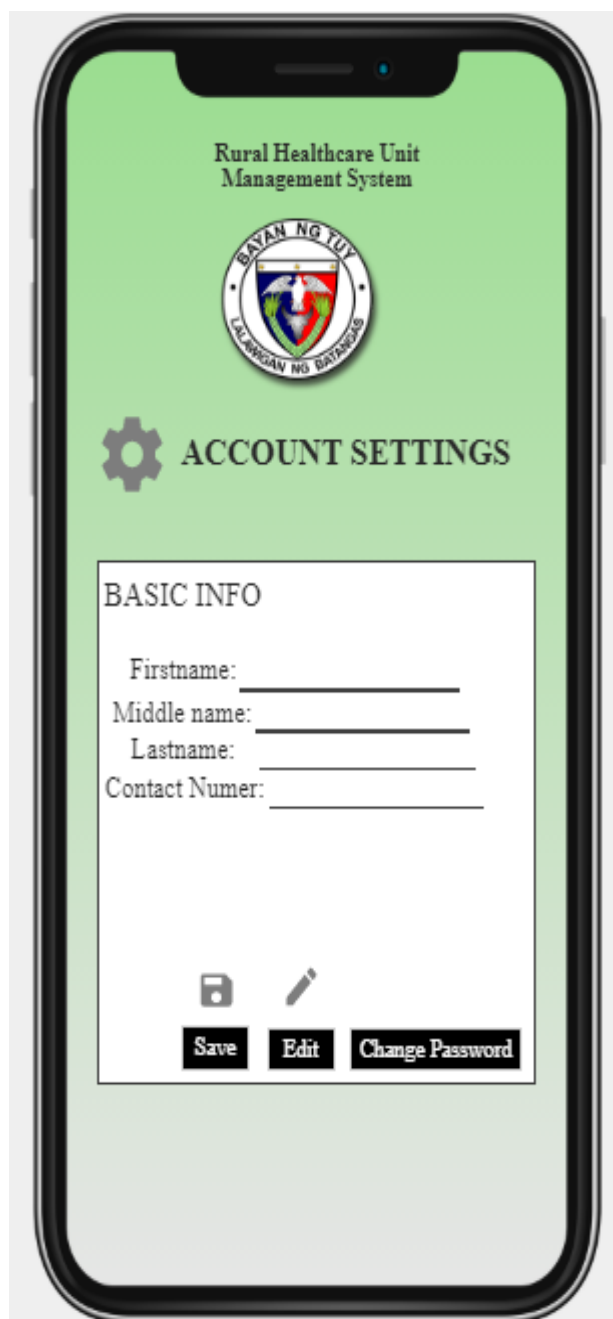 Rural Healthcare Unit
Management System
BAYAN NG TUY
LALAWIGAN NG BATANGAS
ACCOUNT SETTINGS
BASIC INFO
Firstname:
Middle name:
Lastname:
Contact Numer:
Save Edit Change Password